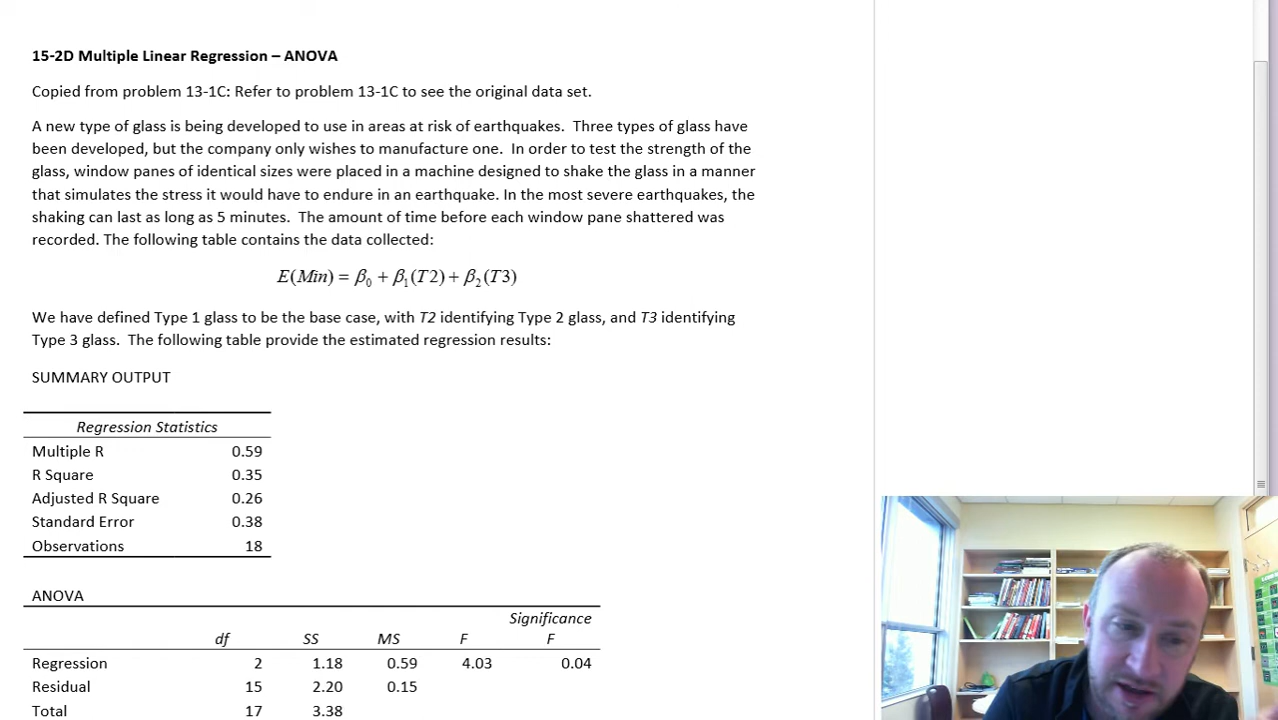 15-2D Multiple Linear Regression – ANOVA
Copied from problem 13-1C: Refer to problem 13-1C to see the original data set.
A new type of glass is being developed to use in areas at risk of earthquakes. Three types of glass have
been developed, but the company only wishes to manufacture one. In order to test the strength of the
glass, window panes of identical sizes were placed in a machine designed to shake the glass in a manner
that simulates the stress it would have to endure in an earthquake. In the most severe earthquakes, the
shaking can last as long as 5 minutes. The amount of time before each window pane shattered was
recorded. The following table contains the data collected:
E(Min) = β₀ + β₁(T2) + β₂(T3)
We have defined Type 1 glass to be the base case, with T2 identifying Type 2 glass, and T3 identifying
Type 3 glass. The following table provide the estimated regression results:
SUMMARY OUTPUT
Regression Statistics
Multiple R 0.59
R Square 0.35
Adjusted R Square 0.26
Standard Error 0.38
Observations 18
ANOVA
Significance
df SS MS F F
Regression 2 1.18 0.59 4.03 0.04
Residual 15 2.20 0.15
Total 17 3.38